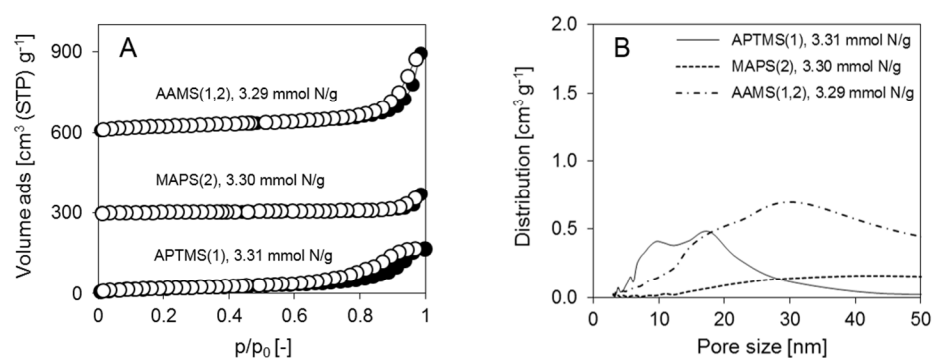 A
Volume ads [cm³ (STP) g⁻¹]
900
600
300
0
AAMS(1,2), 3.29 mmol N/g
MAPS(2), 3.30 mmol N/g
APTMS(1), 3.31 mmol N/g
0 0.2 0.4 0.6 0.8 1
p/p₀ [-]
B
Distribution [cm³ g⁻¹]
2.0
1.5
1.0
0.5
0.0
APTMS(1), 3.31 mmol N/g
MAPS(2), 3.30 mmol N/g
AAMS(1,2), 3.29 mmol N/g
0 10 20 30 40 50
Pore size [nm]